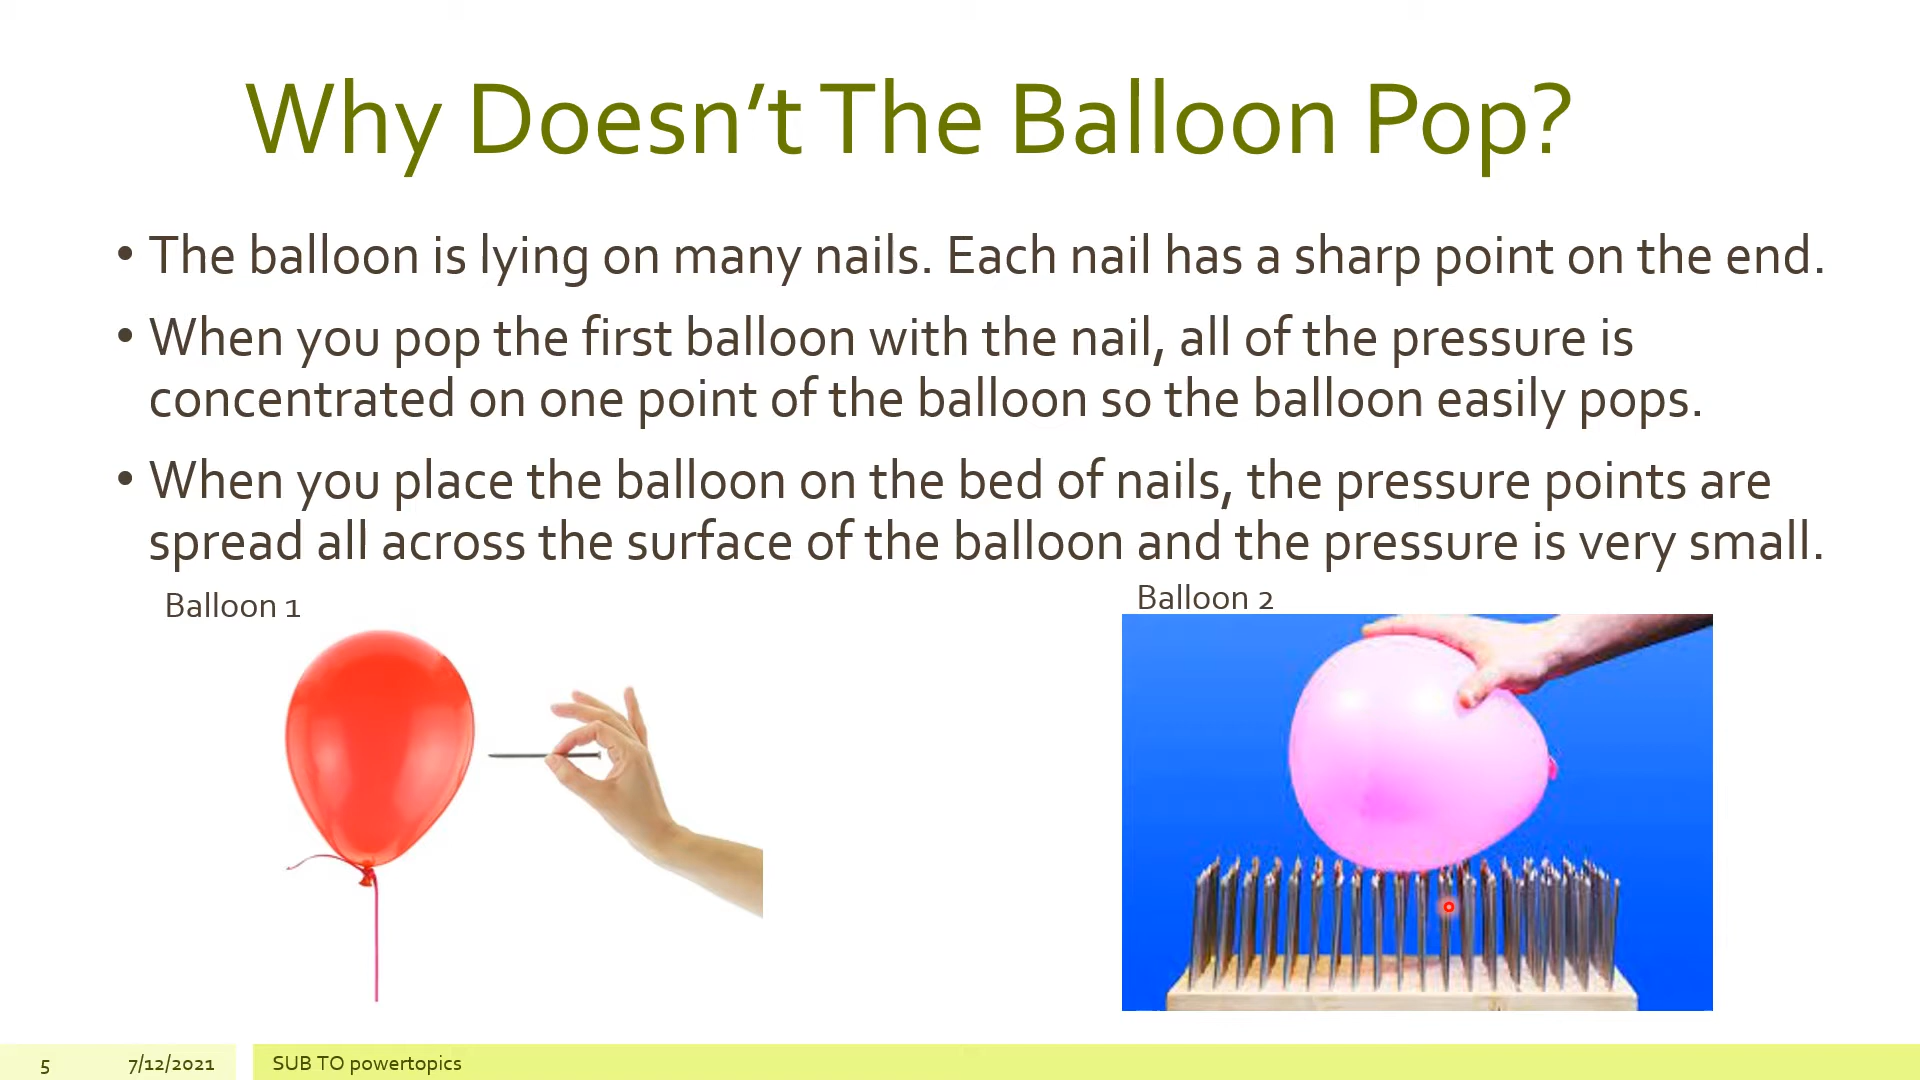 Why Doesn’t The Balloon Pop?
• The balloon is lying on many nails. Each nail has a sharp point on the end.
• When you pop the first balloon with the nail, all of the pressure is
concentrated on one point of the balloon so the balloon easily pops.
• When you place the balloon on the bed of nails, the pressure points are
spread all across the surface of the balloon and the pressure is very small.
Balloon 1
Balloon 2
5
7/12/2021
SUB TO powertopics